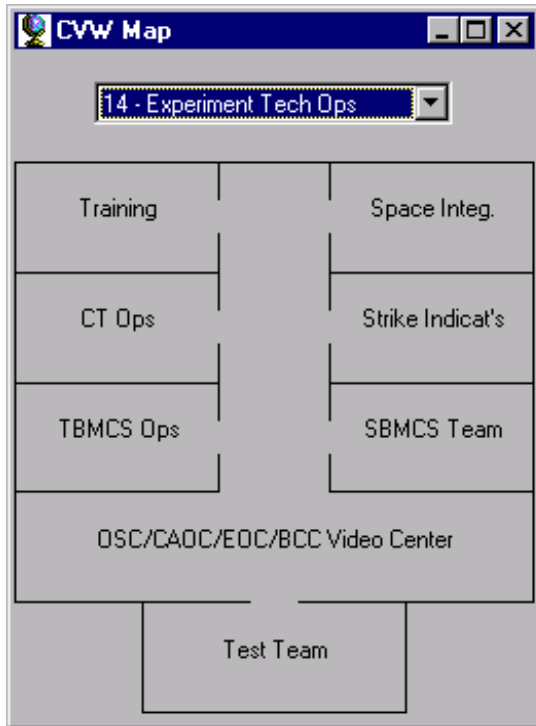 CVW Map
14 - Experiment Tech Ops
Training
Space Integ.
CT Ops
Strike Indicat's
TBMCS Ops
SBMCS Team
OSC/CAOC/EOC/BCC Video Center
Test Team